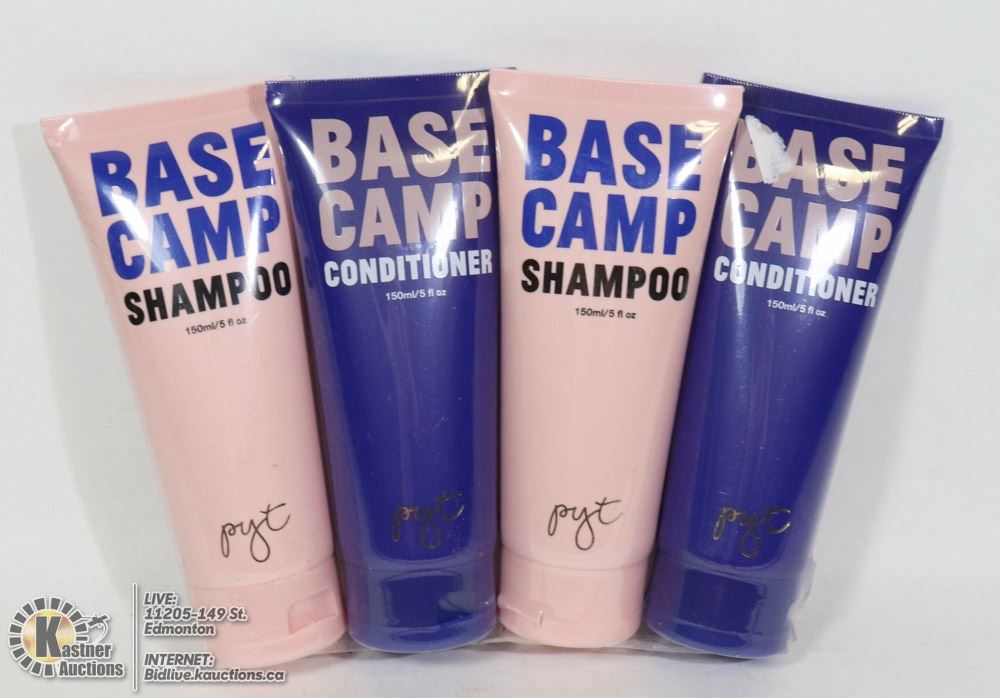 BASE
CAMP
SHAMPOO
150ml/5 fl oz
pyt
BASE
CAMP
CONDITIONER
150ml/5 fl oz
pyt
BASE
CAMP
SHAMPOO
150ml/5 fl oz
pyt
BASE
CAMP
CONDITIONER
150ml/5 fl oz
pyt
K
Kastner
Auctions
LIVE:
11205-149 St.
Edmonton
INTERNET:
Bidlive.kauctions.ca